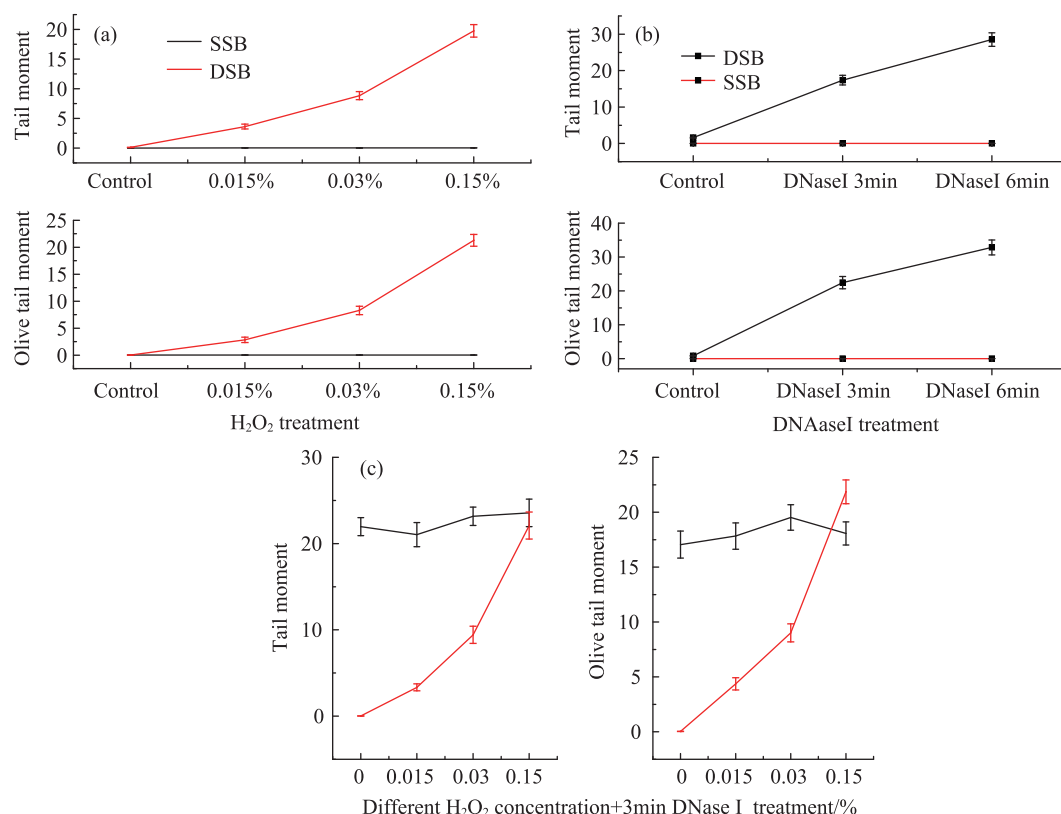 (a)
SSB
DSB
Tail moment
20
15
10
5
0
Control 0.015% 0.03% 0.15%
Olive tail moment
25
20
15
10
5
0
Control 0.015% 0.03% 0.15%
H₂O₂ treatment
(b)
DSB
SSB
Tail moment
30
20
10
0
Control DNaseI 3min DNaseI 6min
Olive tail moment
40
30
20
10
0
Control DNaseI 3min DNaseI 6min
DNAaseI treatment
(c)
Tail moment
30
20
10
0
0 0.015 0.03 0.15
Olive tail moment
25
20
15
10
5
0
0 0.015 0.03 0.15
Different H₂O₂ concentration+3min DNase I treatment/%